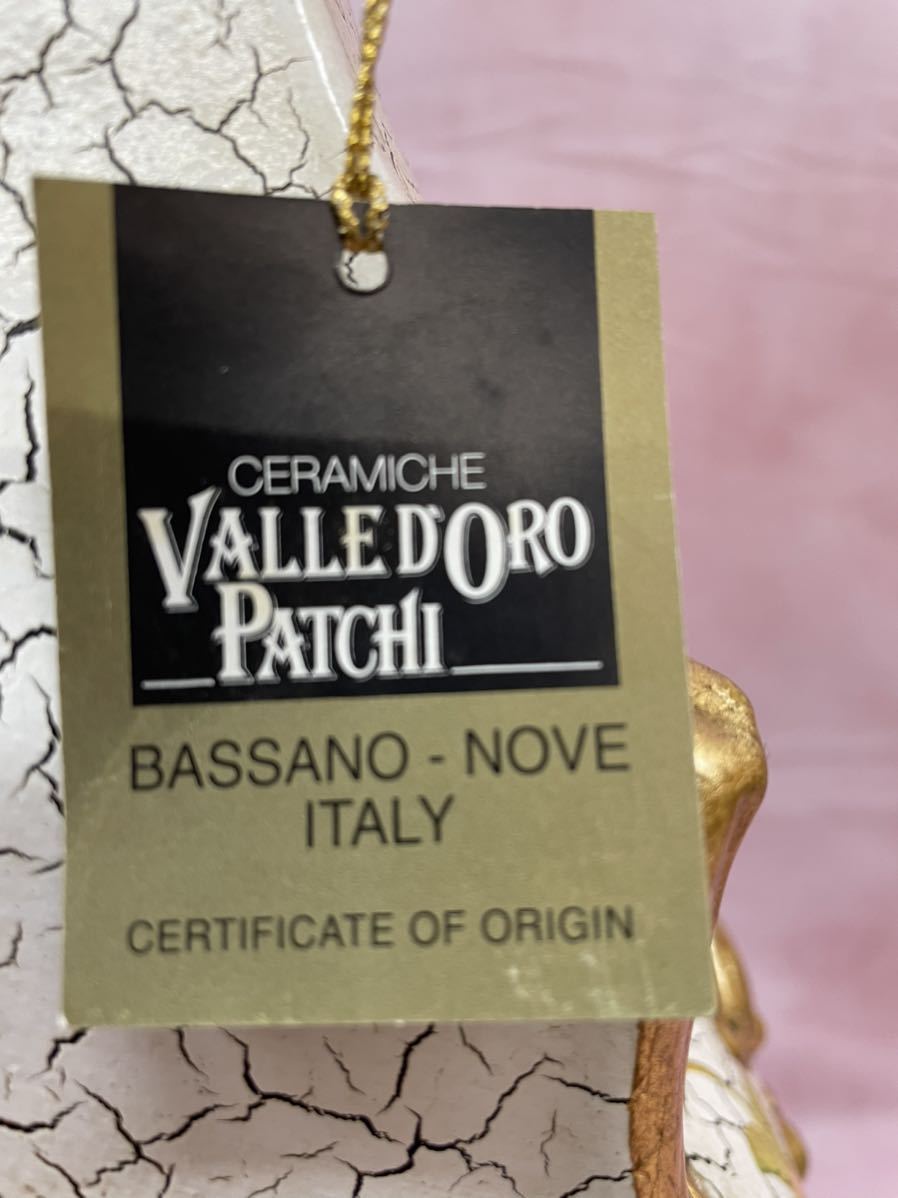 CERAMICHE
VALLE D'ORO
PATCHI
BASSANO - NOVE
ITALY
CERTIFICATE OF ORIGIN